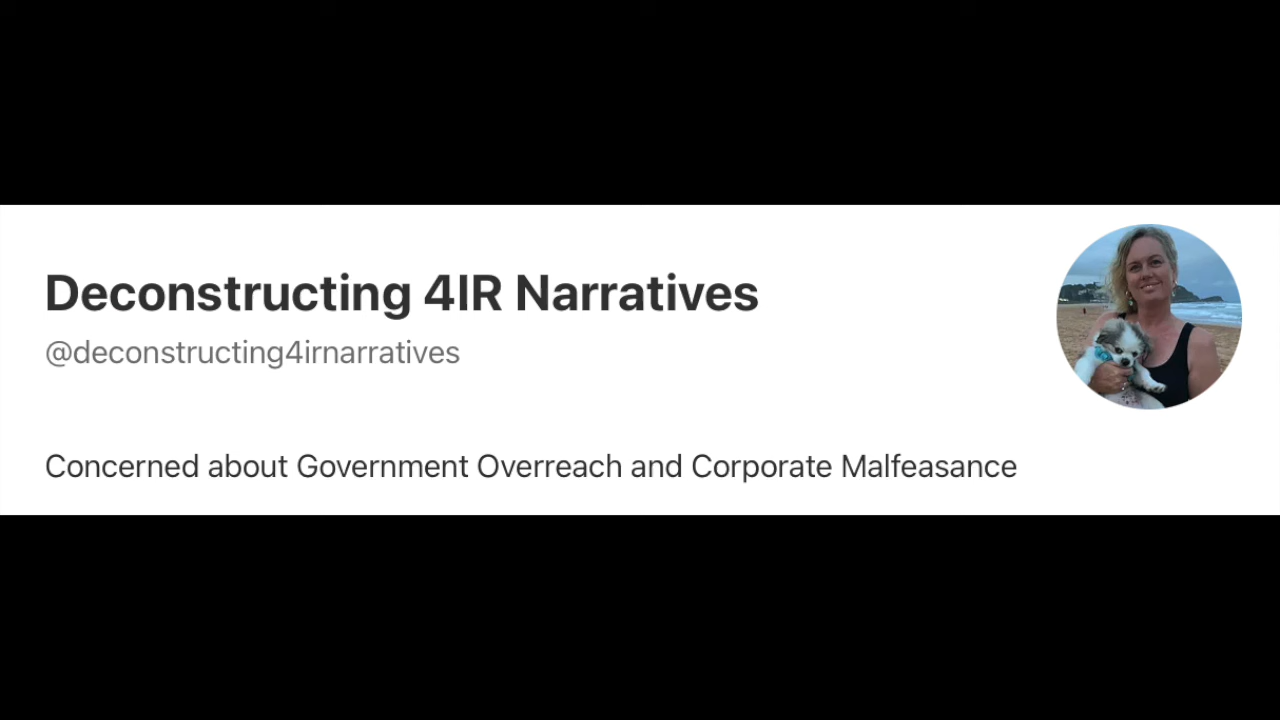 Deconstructing 4IR Narratives
@deconstructing4irnarratives
Concerned about Government Overreach and Corporate Malfeasance